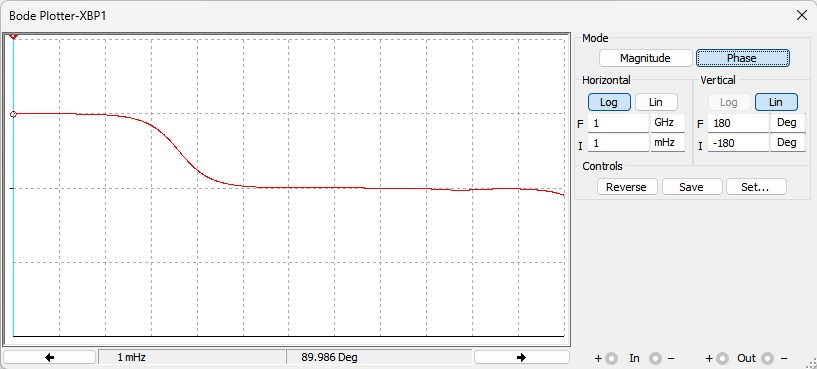 Bode Plotter-XBP1
Mode
Magnitude Phase
Horizontal Vertical
Log Lin Log Lin
F 1 GHz F 180 Deg
I 1 mHz I -180 Deg
Controls
Reverse Save Set...
1 mHz 89.986 Deg
+ In − + Out −